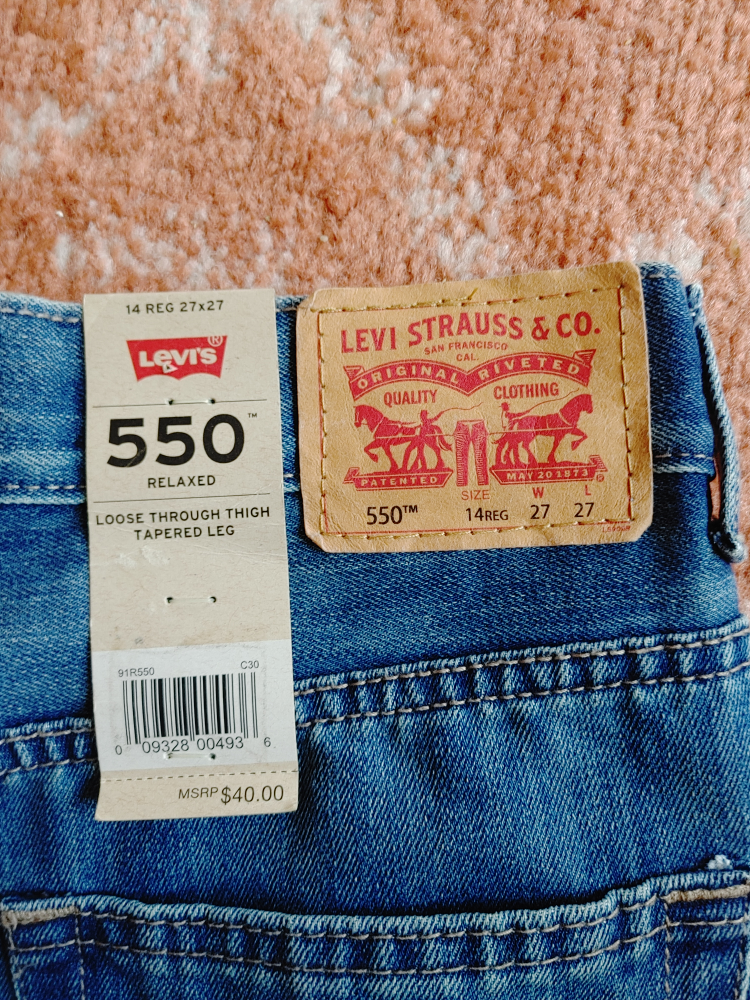 14 REG 27x27
Levi's®
550™
RELAXED
LOOSE THROUGH THIGH
TAPERED LEG
91R550 C30
0 09328 00493 6
MSRP $40.00
LEVI STRAUSS & CO.
SAN FRANCISCO
CAL.
ORIGINAL RIVETED
QUALITY CLOTHING
PATENTED MAY 20 1873 ®
SIZE W L
550™ 14REG 27 27